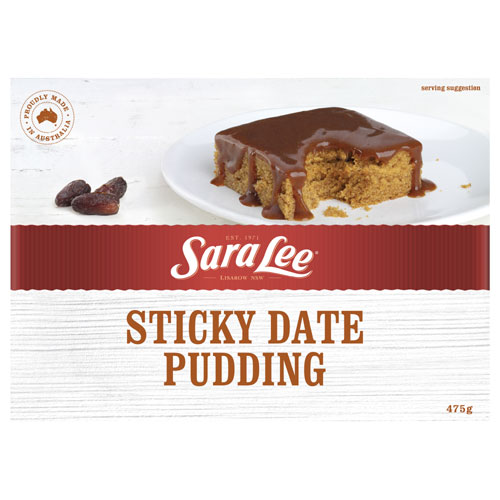 PROUDLY MADE
IN AUSTRALIA
serving suggestion
EST. 1971
Sara Lee®
LISAROW NSW
STICKY DATE
PUDDING
475g